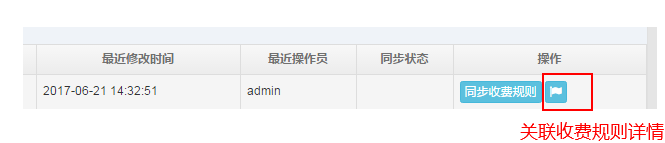 最近修改时间 最近操作员 同步状态 操作
2017-06-21 14:32:51 admin 同步收费规则
关联收费规则详情